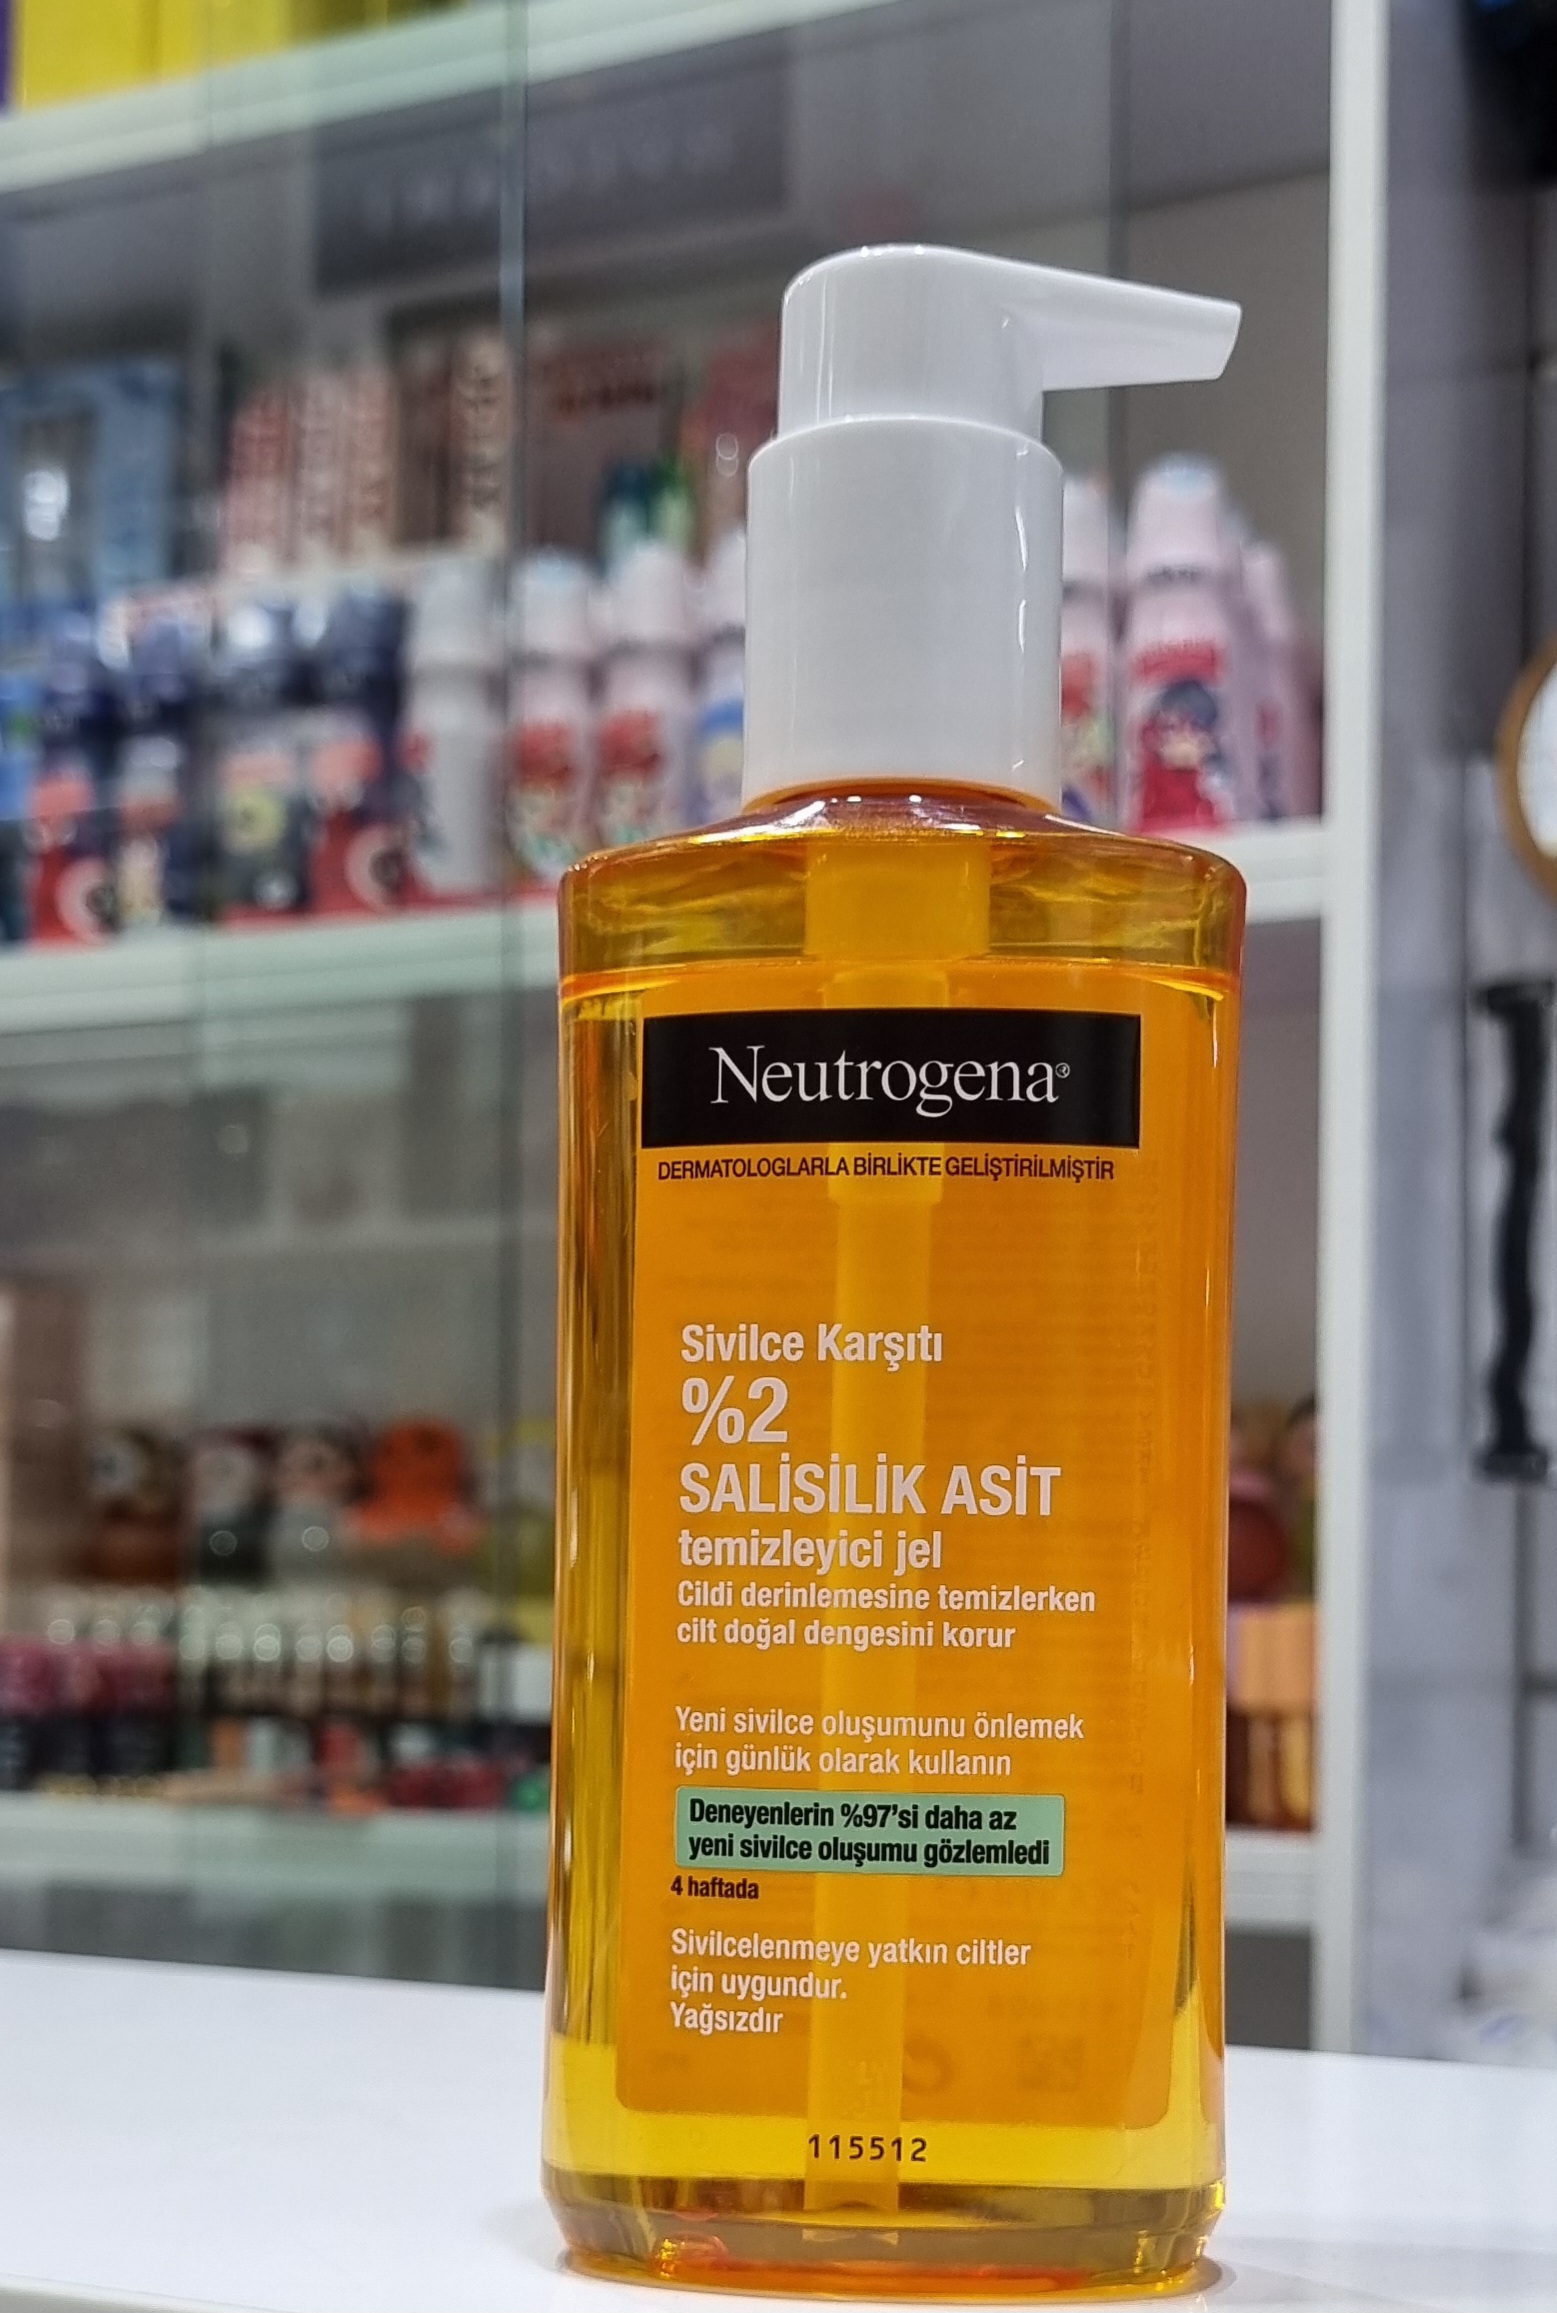 Neutrogena®
DERMATOLOGLARLA BİRLİKTE GELİŞTİRİLMİŞTİR
Sivilce Karşıtı
%2
SALİSİLİK ASİT
temizleyici jel
Cildi derinlemesine temizlerken
cilt doğal dengesini korur
Yeni sivilce oluşumunu önlemek
için günlük olarak kullanın
Deneyenlerin %97'si daha az
yeni sivilce oluşumu gözlemledi
4 haftada
Sivilcelenmeye yatkın ciltler
için uygundur.
Yağsızdır
115512